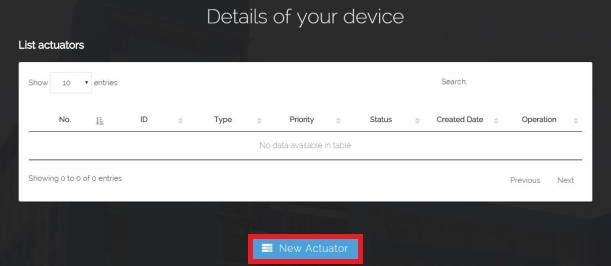 Details of your device
List actuators
Show 10 entries Search:
No. ID Type Priority Status Created Date Operation
No data available in table
Showing 0 to 0 of 0 entries Previous Next
New Actuator